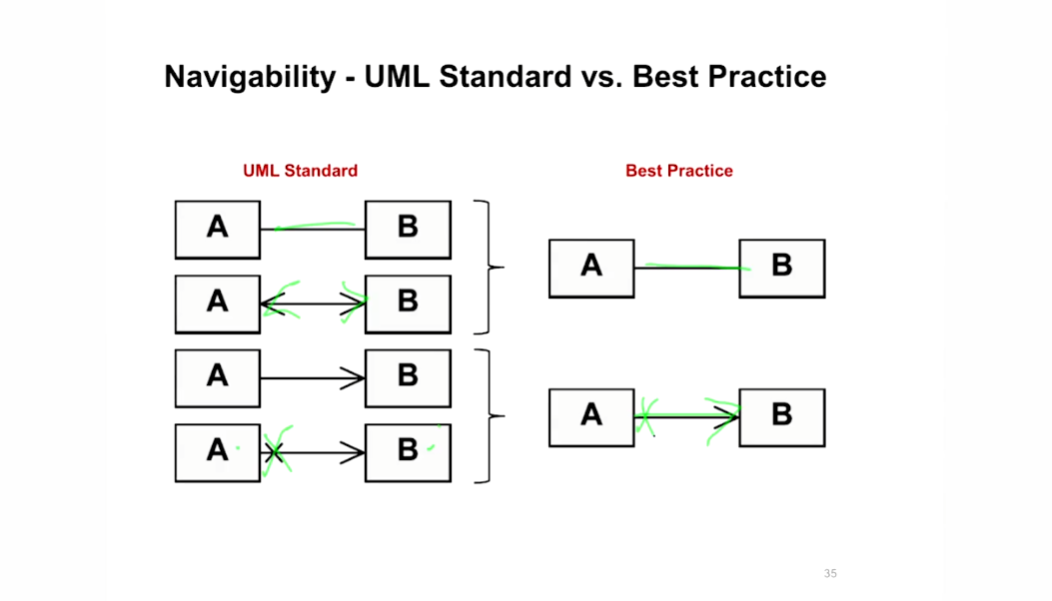 Navigability - UML Standard vs. Best Practice
UML Standard
Best Practice
A B
A B
A B
A B
A B
A B
35